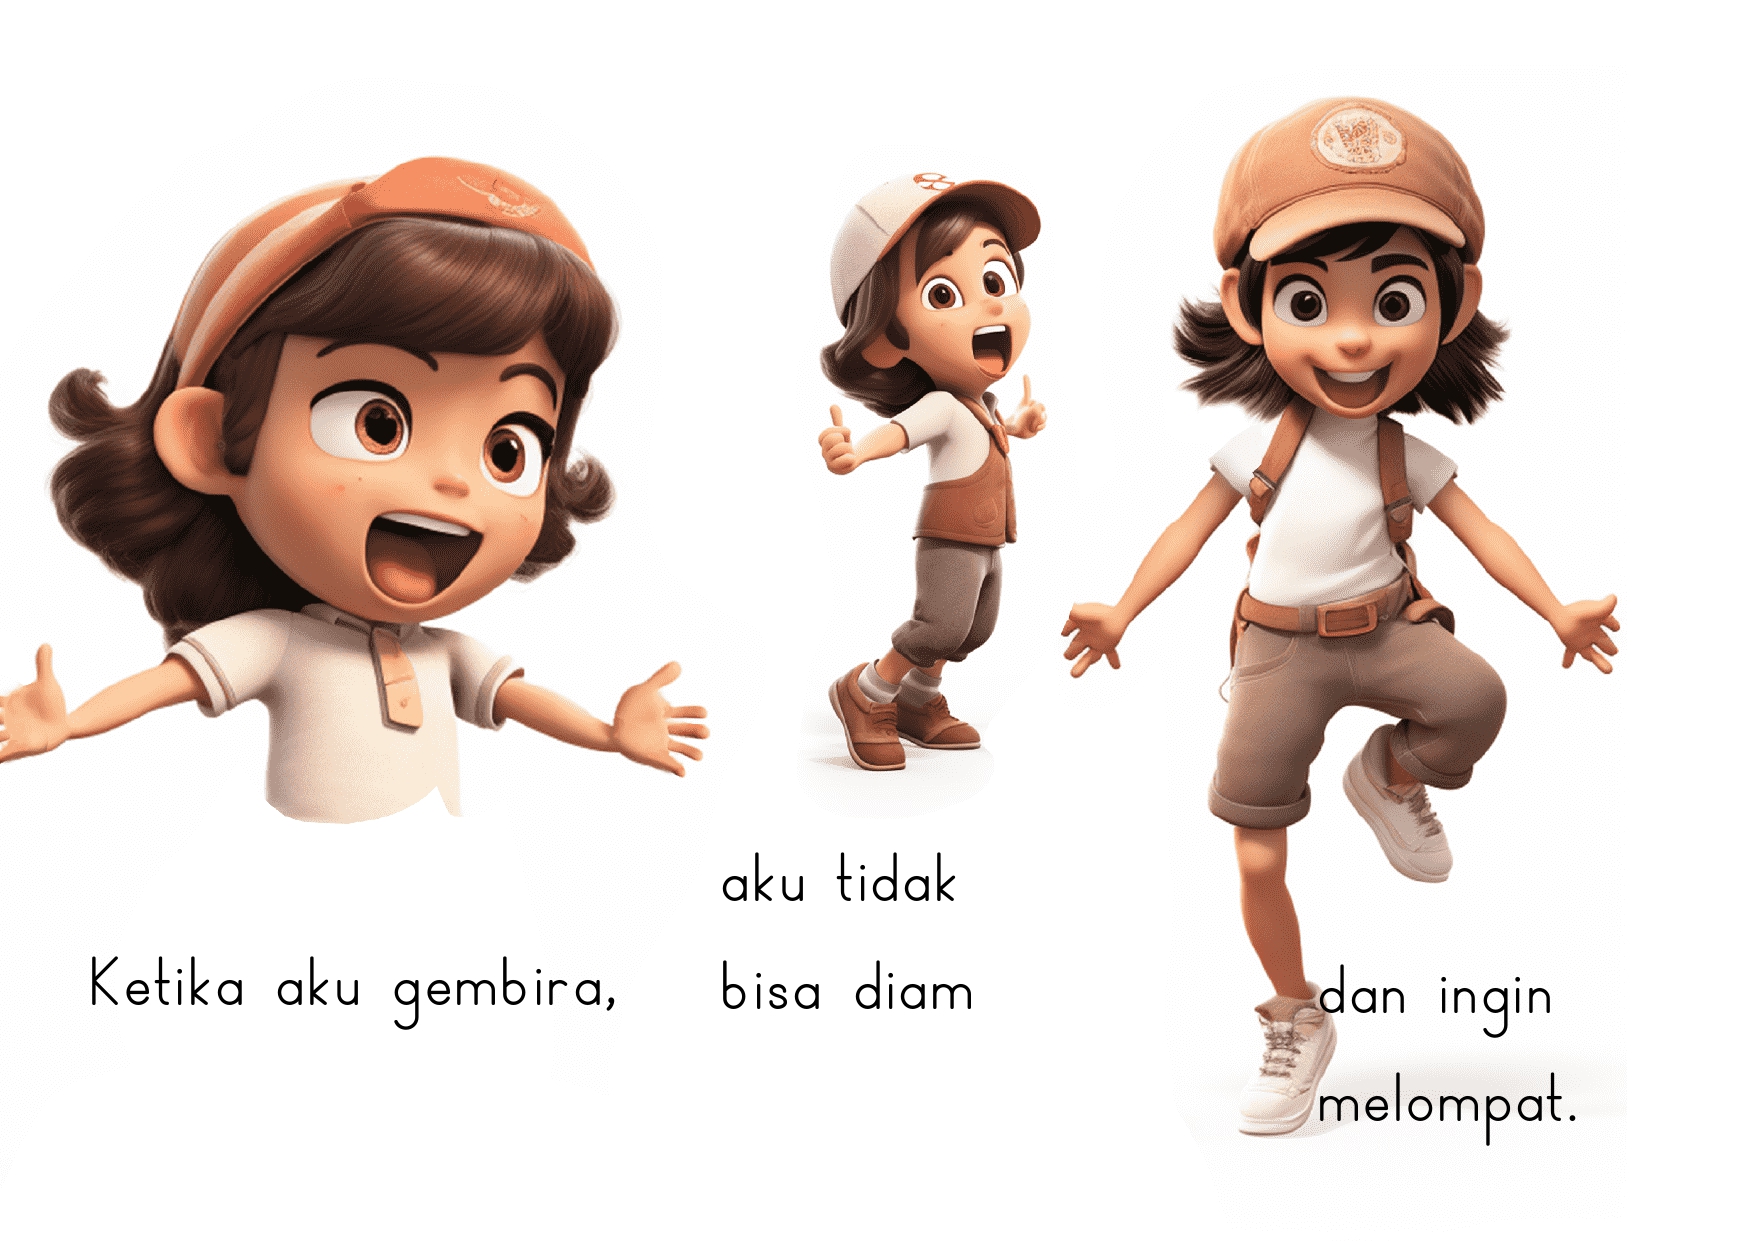 Ketika aku gembira,
aku tidak
bisa diam
dan ingin
melompat.